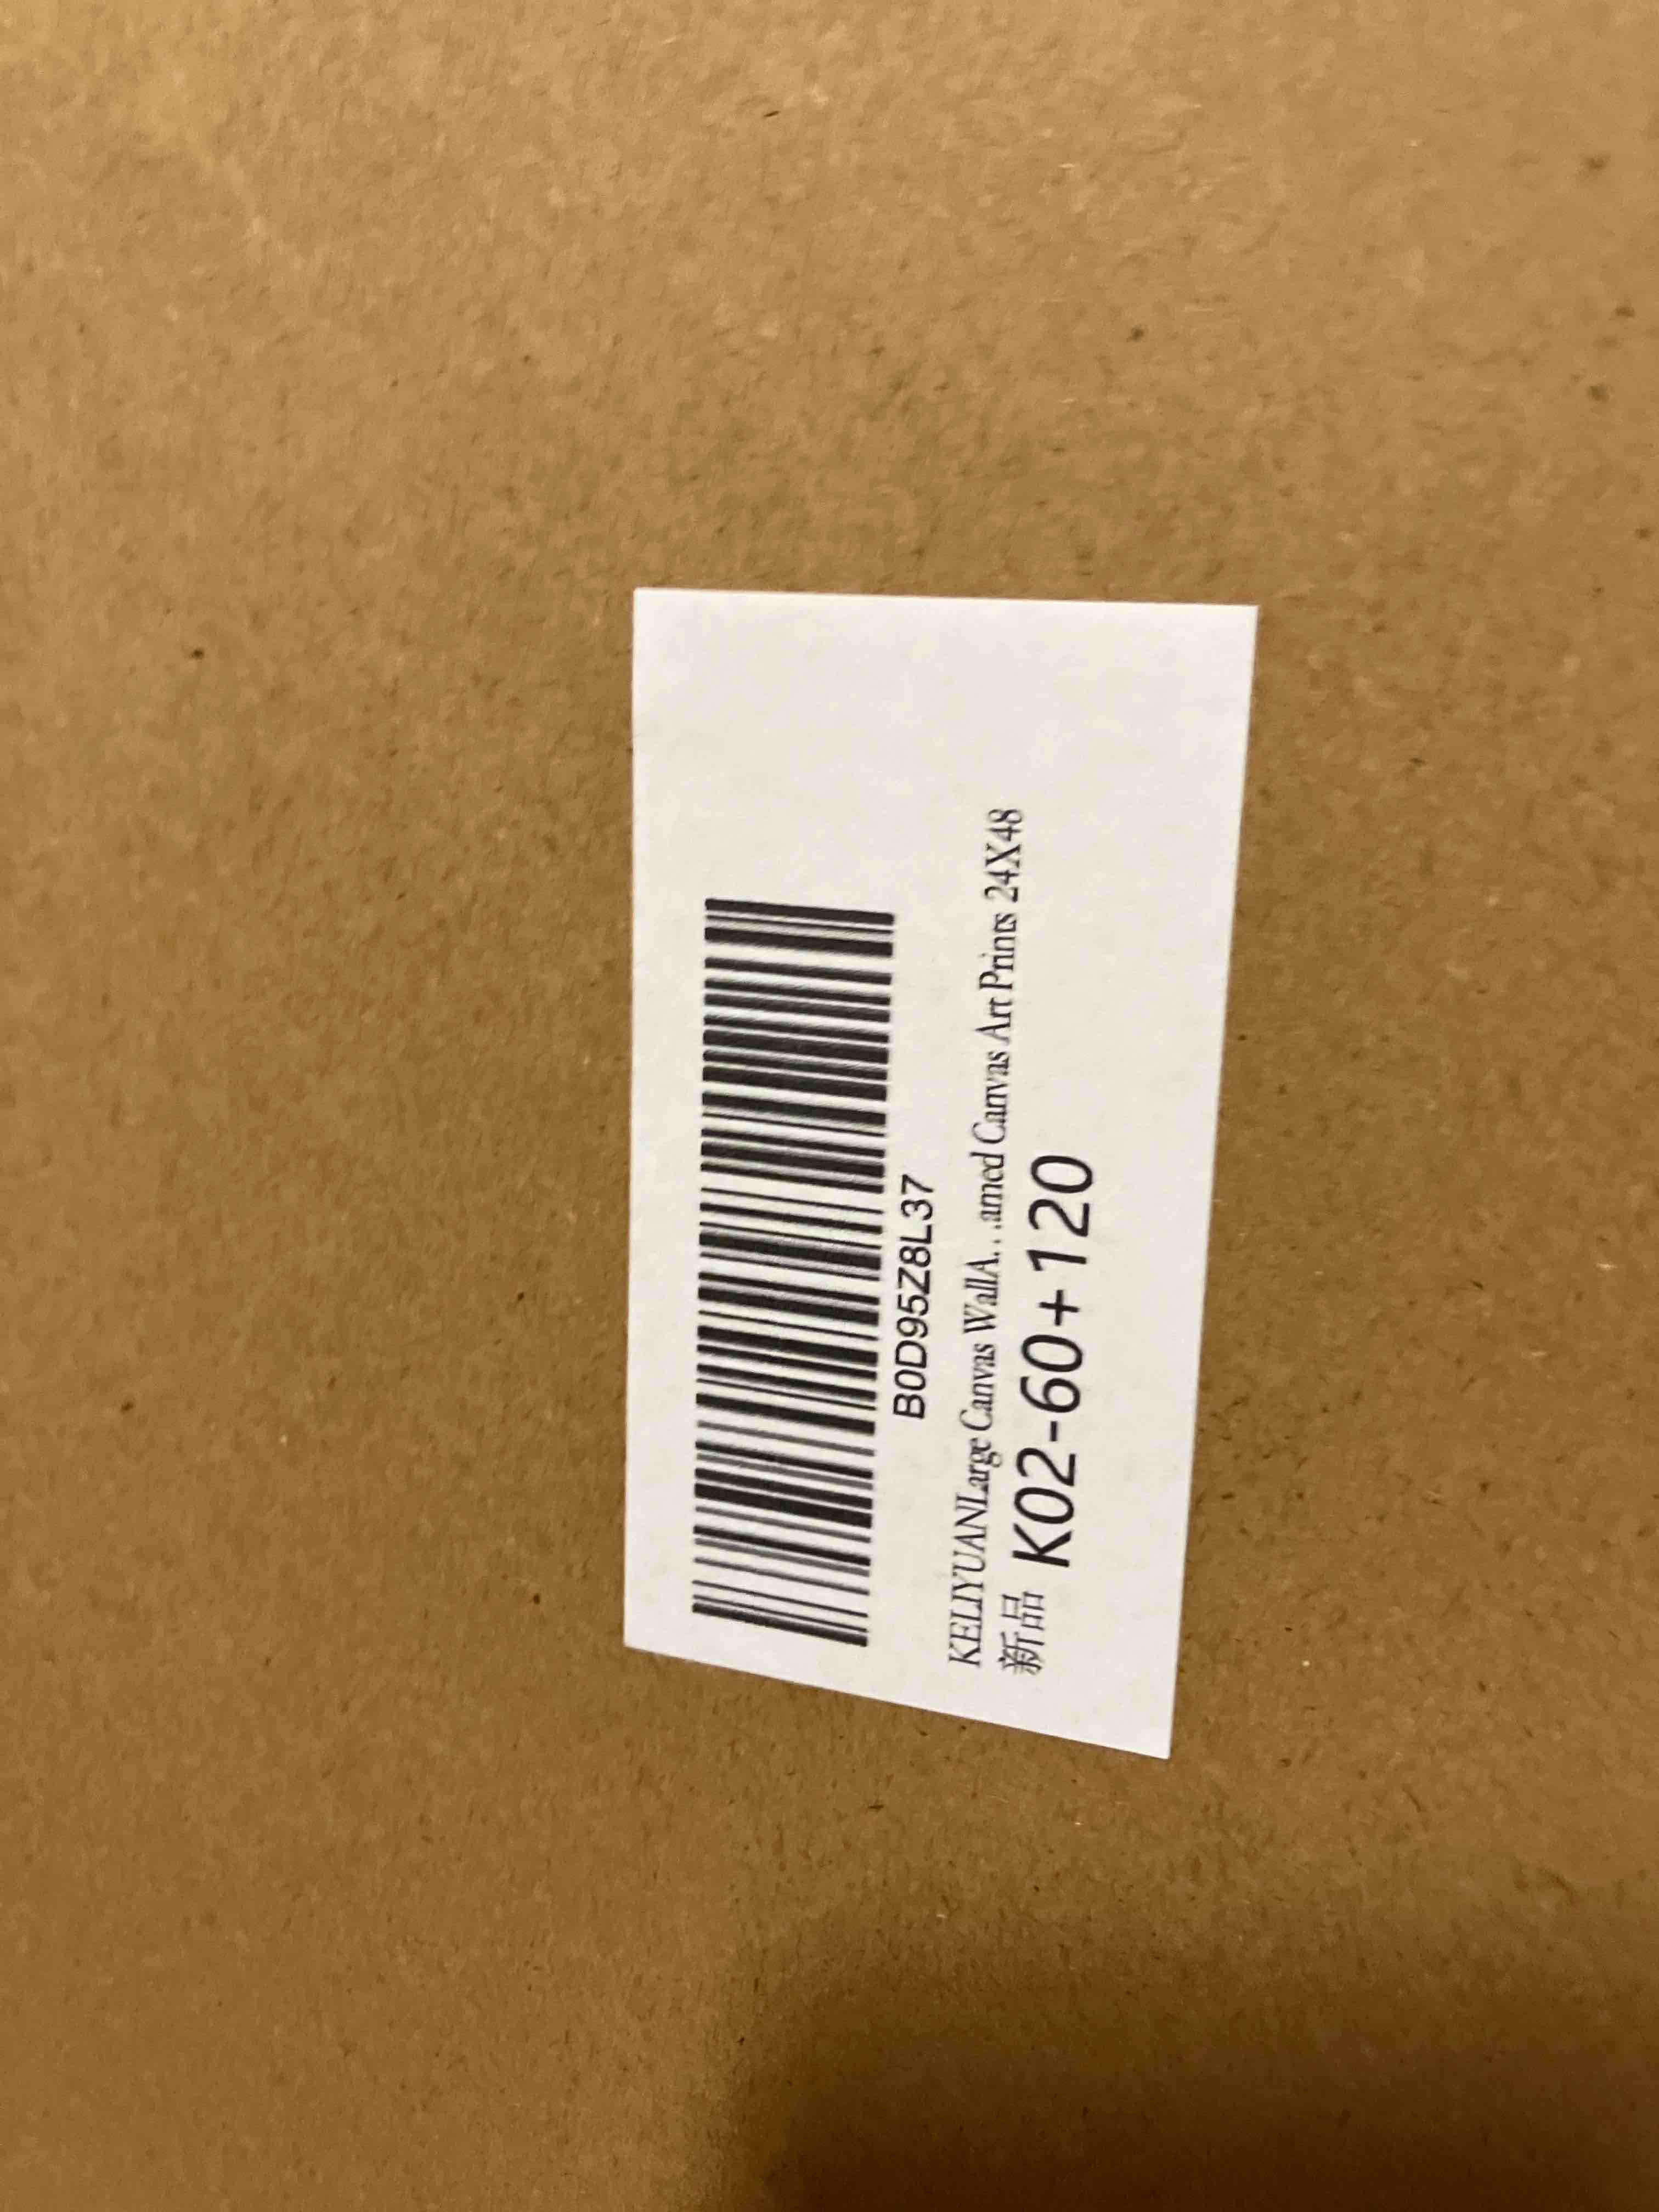 B0D95Z8L37
KELIYUANLarge Canvas WallA...amed Canvas Art Prints 24X48
新品 K02-60+120